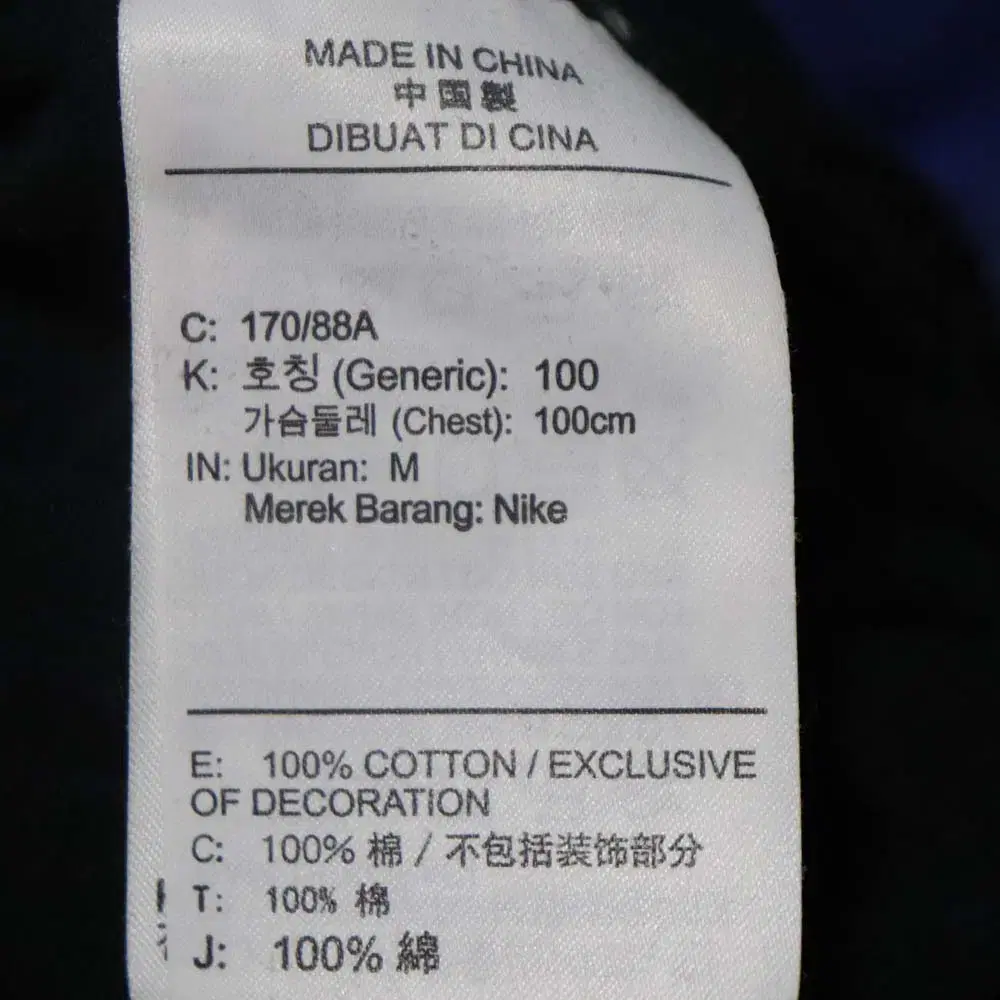 MADE IN CHINA
中国製
DIBUAT DI CINA
C: 170/88A
K: 호칭 (Generic): 100
가슴둘레 (Chest): 100cm
IN: Ukuran: M
Merek Barang: Nike
E: 100% COTTON / EXCLUSIVE
OF DECORATION
C: 100% 棉 / 不包括装饰部分
T: 100% 棉
J: 100% 綿